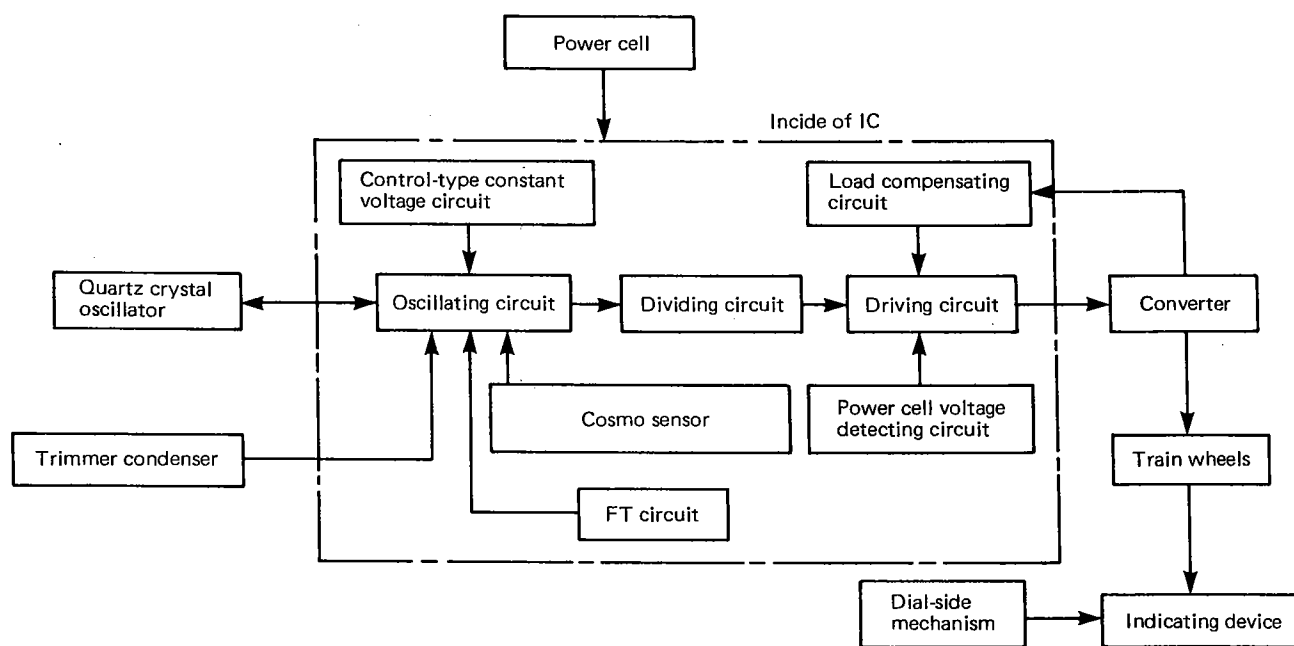 Power cell
Incide of IC
Control-type constant
voltage circuit
Load compensating
circuit
Quartz crystal
oscillator
Oscillating circuit
Dividing circuit
Driving circuit
Converter
Cosmo sensor
Power cell voltage
detecting circuit
Trimmer condenser
Train wheels
FT circuit
Dial-side
mechanism
Indicating device